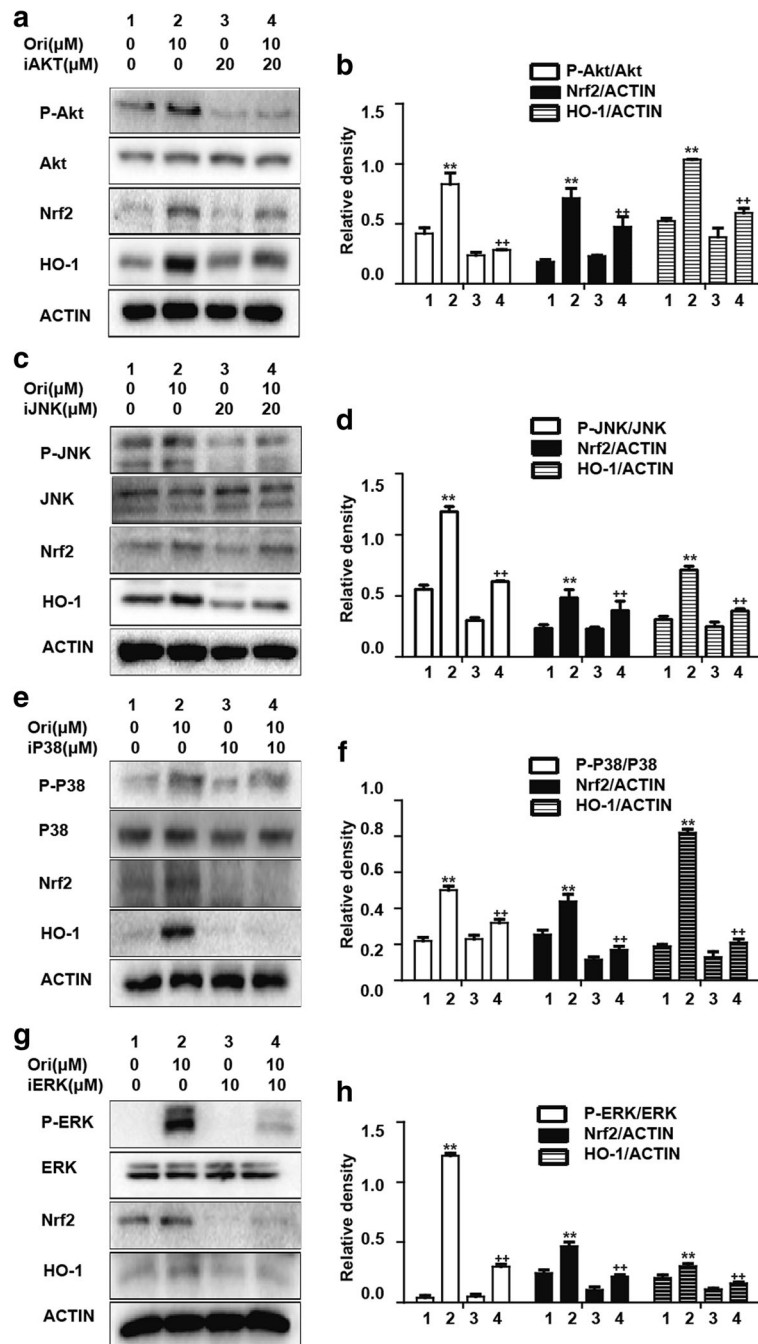 a
1 2 3 4
Ori(μM) 0 10 0 10
iAKT(μM) 0 0 20 20
P-Akt
Akt
Nrf2
HO-1
ACTIN
b
P-Akt/Akt
Nrf2/ACTIN
HO-1/ACTIN
Relative density
1.5
1.0
0.5
0.0
** ** **
++ ++ ++
1 2 3 4 1 2 3 4 1 2 3 4
c
1 2 3 4
Ori(μM) 0 10 0 10
iJNK(μM) 0 0 20 20
P-JNK
JNK
Nrf2
HO-1
ACTIN
d
P-JNK/JNK
Nrf2/ACTIN
HO-1/ACTIN
Relative density
1.5
1.0
0.5
0.0
** ** **
++ ++ ++
1 2 3 4 1 2 3 4 1 2 3 4
e
1 2 3 4
Ori(μM) 0 10 0 10
iP38(μM) 0 0 10 10
P-P38
P38
Nrf2
HO-1
ACTIN
f
P-P38/P38
Nrf2/ACTIN
HO-1/ACTIN
Relative density
1.0
0.8
0.6
0.4
0.2
0.0
** ** **
++ ++ ++
1 2 3 4 1 2 3 4 1 2 3 4
g
1 2 3 4
Ori(μM) 0 10 0 10
iERK(μM) 0 0 10 10
P-ERK
ERK
Nrf2
HO-1
ACTIN
h
P-ERK/ERK
Nrf2/ACTIN
HO-1/ACTIN
Relative density
1.5
1.0
0.5
0.0
** ** **
++ ++ ++
1 2 3 4 1 2 3 4 1 2 3 4